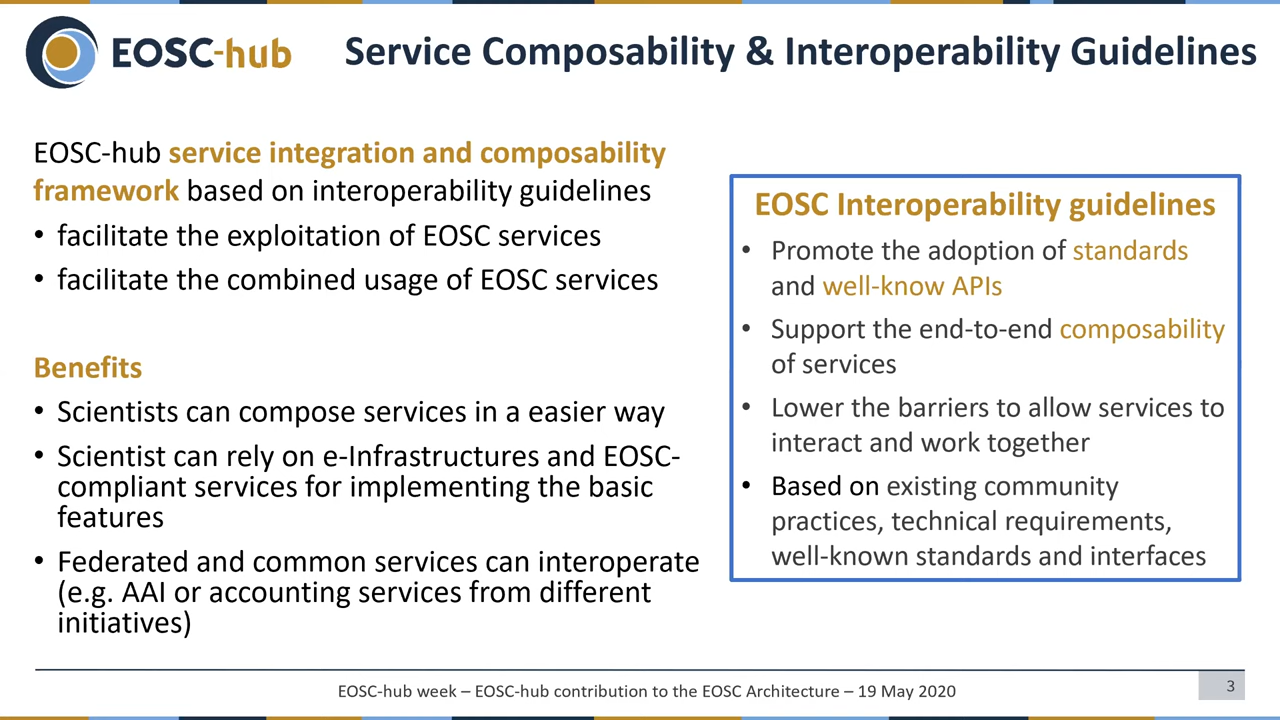 EOSC-hub
Service Composability & Interoperability Guidelines
EOSC-hub service integration and composability
framework based on interoperability guidelines
• facilitate the exploitation of EOSC services
• facilitate the combined usage of EOSC services
Benefits
• Scientists can compose services in a easier way
• Scientist can rely on e-Infrastructures and EOSC-
compliant services for implementing the basic
features
• Federated and common services can interoperate
(e.g. AAI or accounting services from different
initiatives)
EOSC Interoperability guidelines
• Promote the adoption of standards
and well-know APIs
• Support the end-to-end composability
of services
• Lower the barriers to allow services to
interact and work together
• Based on existing community
practices, technical requirements,
well-known standards and interfaces
EOSC-hub week – EOSC-hub contribution to the EOSC Architecture – 19 May 2020
3